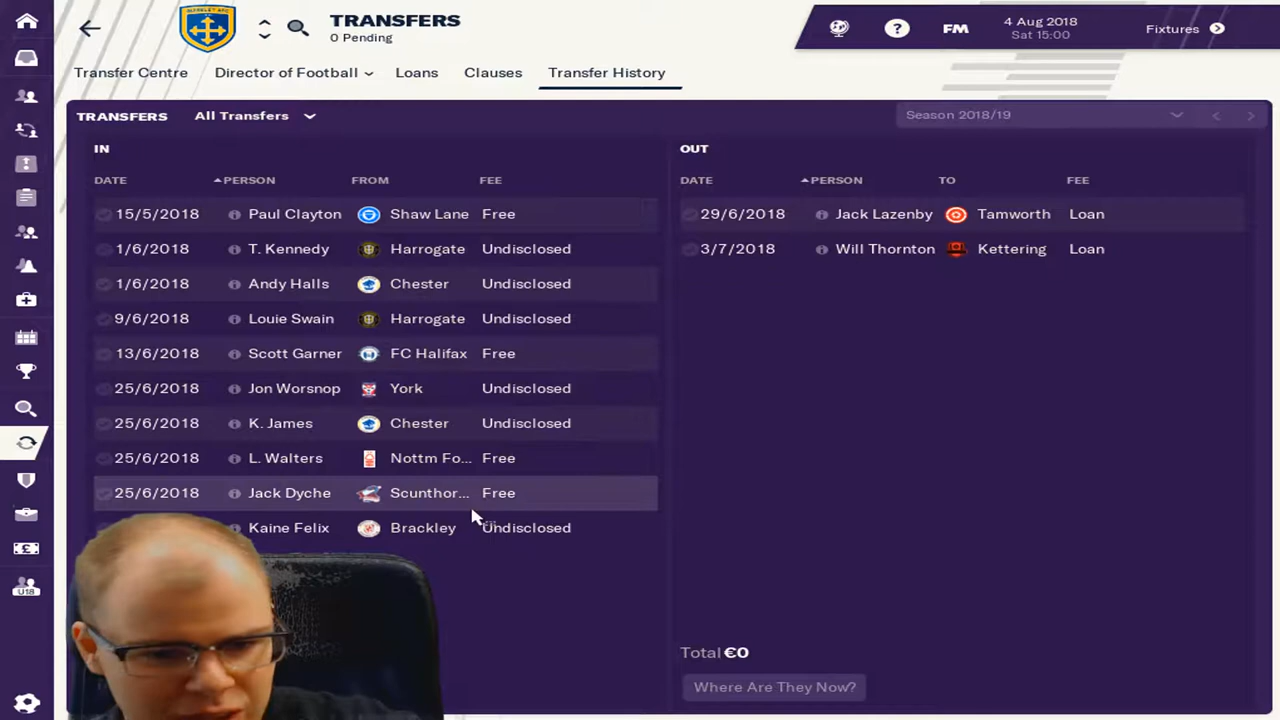 TRANSFERS
0 Pending
FM
4 Aug 2018
Sat 15:00
Fixtures
Transfer Centre
Director of Football
Loans
Clauses
Transfer History
TRANSFERS
All Transfers
Season 2018/19
IN
DATE PERSON FROM FEE
15/5/2018 Paul Clayton Shaw Lane Free
1/6/2018 T. Kennedy Harrogate Undisclosed
1/6/2018 Andy Halls Chester Undisclosed
9/6/2018 Louie Swain Harrogate Undisclosed
13/6/2018 Scott Garner FC Halifax Free
25/6/2018 Jon Worsnop York Undisclosed
25/6/2018 K. James Chester Undisclosed
25/6/2018 L. Walters Nottm Fo... Free
25/6/2018 Jack Dyche Scunthor... Free
Kaine Felix Brackley Undisclosed
OUT
DATE PERSON TO FEE
29/6/2018 Jack Lazenby Tamworth Loan
3/7/2018 Will Thornton Kettering Loan
Total €0
Where Are They Now?
U18